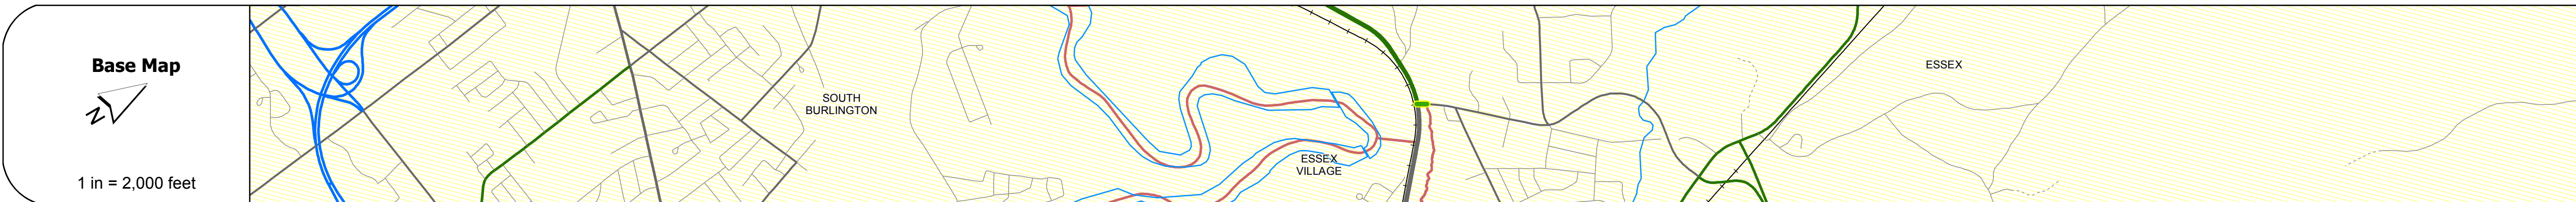 Base Map
N
1 in = 2,000 feet
SOUTH
BURLINGTON
ESSEX
VILLAGE
ESSEX